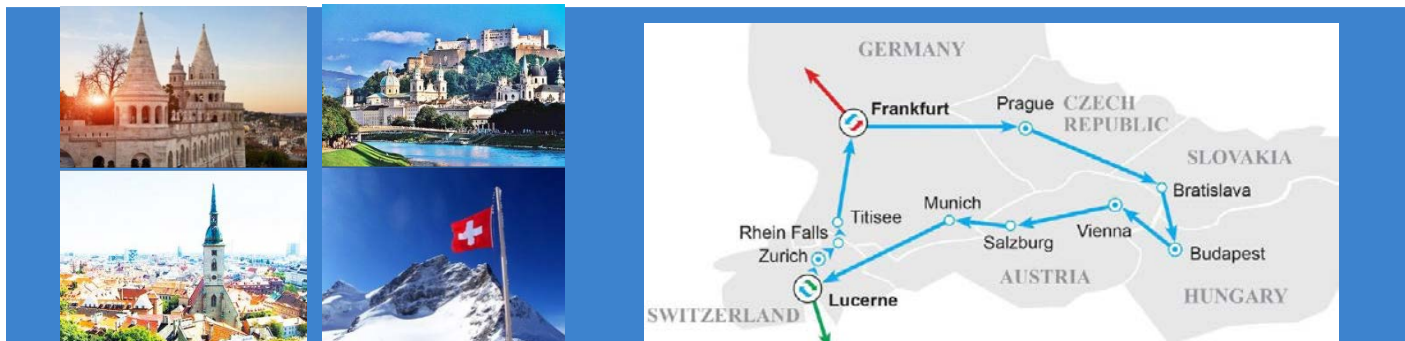 GERMANY
Frankfurt
Prague
CZECH
REPUBLIC
SLOVAKIA
Bratislava
Munich
Titisee
Rhein Falls
Zurich
Salzburg
Vienna
Budapest
AUSTRIA
Lucerne
HUNGARY
SWITZERLAND